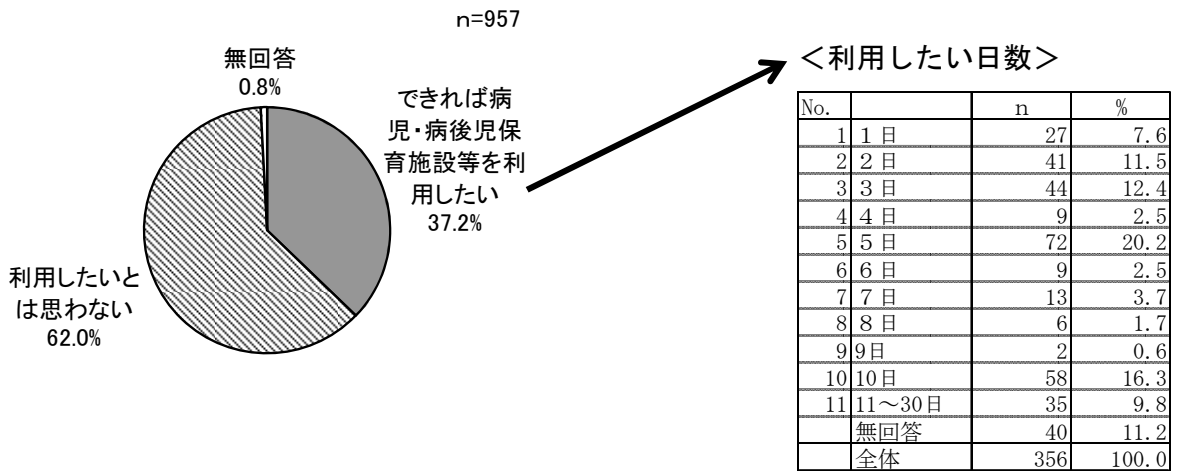 n=957
無回答
0.8%
できれば病
児・病後児保
育施設等を利
用したい
37.2%
利用したいと
は思わない
62.0%
＜利用したい日数＞
No. n %
1 １日 27 7.6
2 ２日 41 11.5
3 ３日 44 12.4
4 ４日 9 2.5
5 ５日 72 20.2
6 ６日 9 2.5
7 ７日 13 3.7
8 ８日 6 1.7
9 9日 2 0.6
10 10日 58 16.3
11 11～30日 35 9.8
無回答 40 11.2
全体 356 100.0